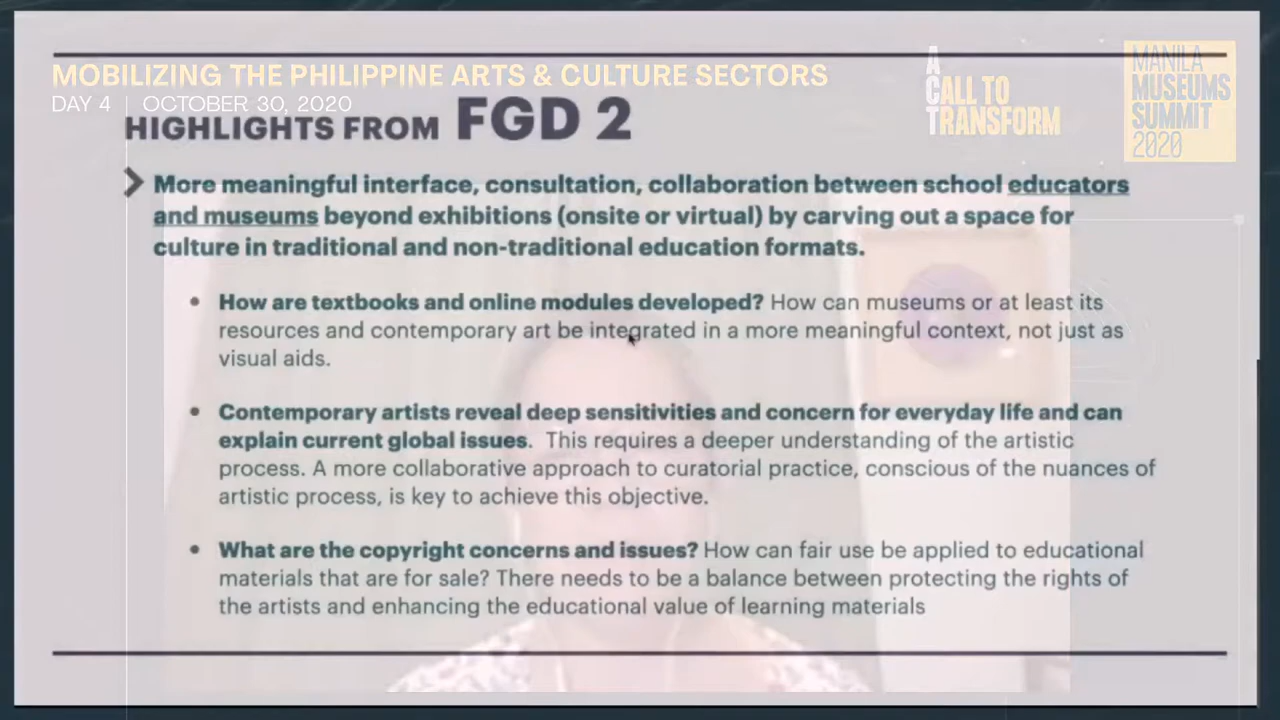 MOBILIZING THE PHILIPPINE ARTS & CULTURE SECTORS
DAY 4 | OCTOBER 30, 2020
A
CALL TO
TRANSFORM
MANILA
MUSEUMS
SUMMIT
2020
HIGHLIGHTS FROM FGD 2
More meaningful interface, consultation, collaboration between school educators
and museums beyond exhibitions (onsite or virtual) by carving out a space for
culture in traditional and non-traditional education formats.
• How are textbooks and online modules developed? How can museums or at least its
resources and contemporary art be integrated in a more meaningful context, not just as
visual aids.
• Contemporary artists reveal deep sensitivities and concern for everyday life and can
explain current global issues. This requires a deeper understanding of the artistic
process. A more collaborative approach to curatorial practice, conscious of the nuances of
artistic process, is key to achieve this objective.
• What are the copyright concerns and issues? How can fair use be applied to educational
materials that are for sale? There needs to be a balance between protecting the rights of
the artists and enhancing the educational value of learning materials